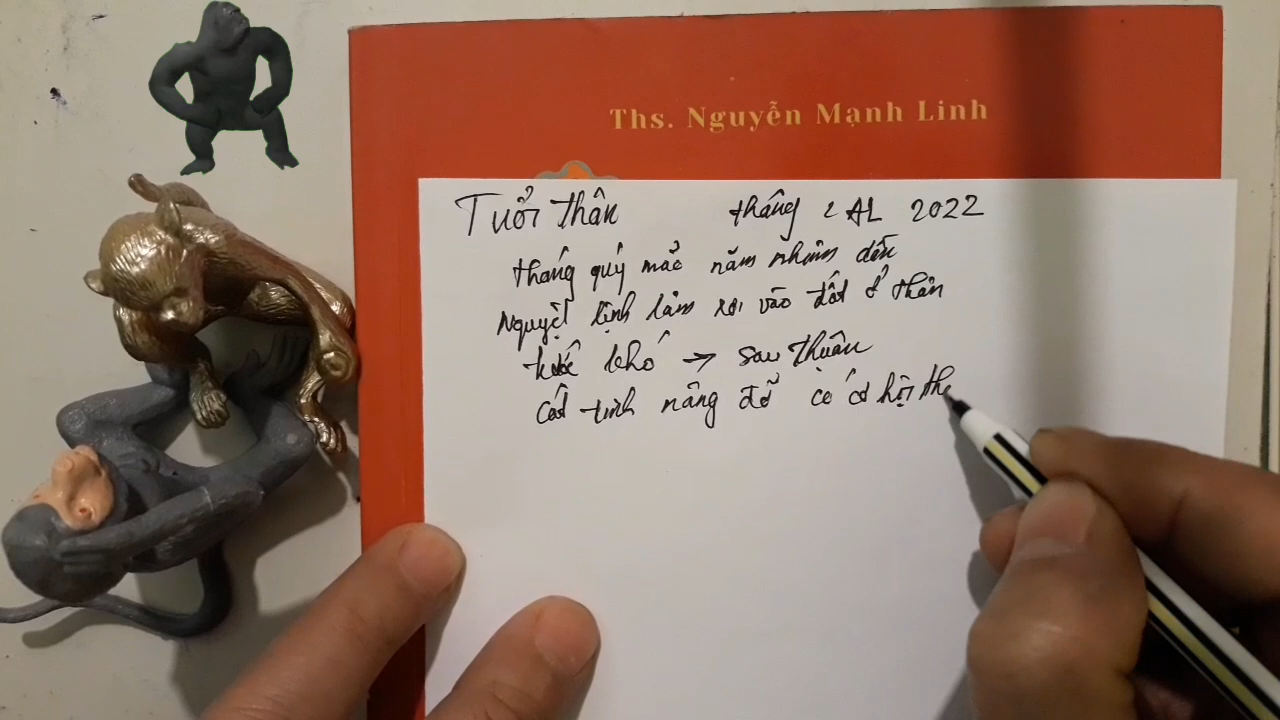 Ths. Nguyễn Mạnh Linh
Tuổi Thân tháng 2 AL 2022
tháng quý mão năm nhâm dần
Nguyệt lệnh lâm rơi vào đất ở thân
trước khó → sau thuận
cát tinh nâng đỡ có cơ hội th